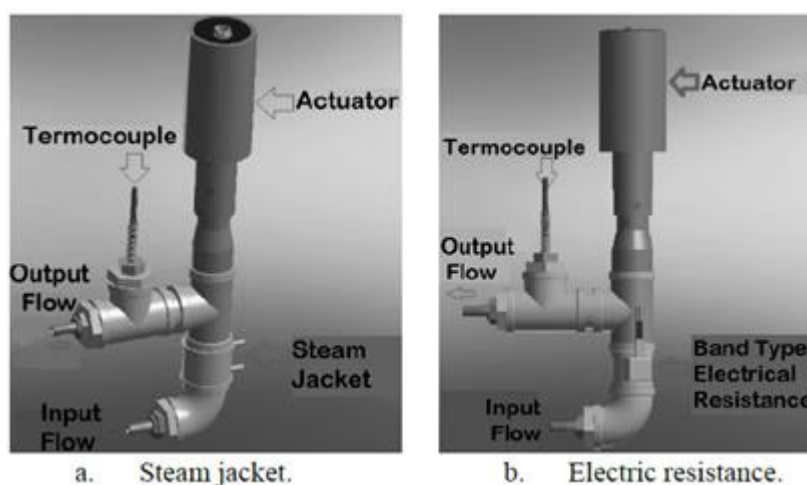 Actuator
Termocouple
Output
Flow
Steam
Jacket
Input
Flow
a. Steam jacket.
Actuator
Termocouple
Output
Flow
Band Type
Electrical
Resistance
Input
Flow
b. Electric resistance.